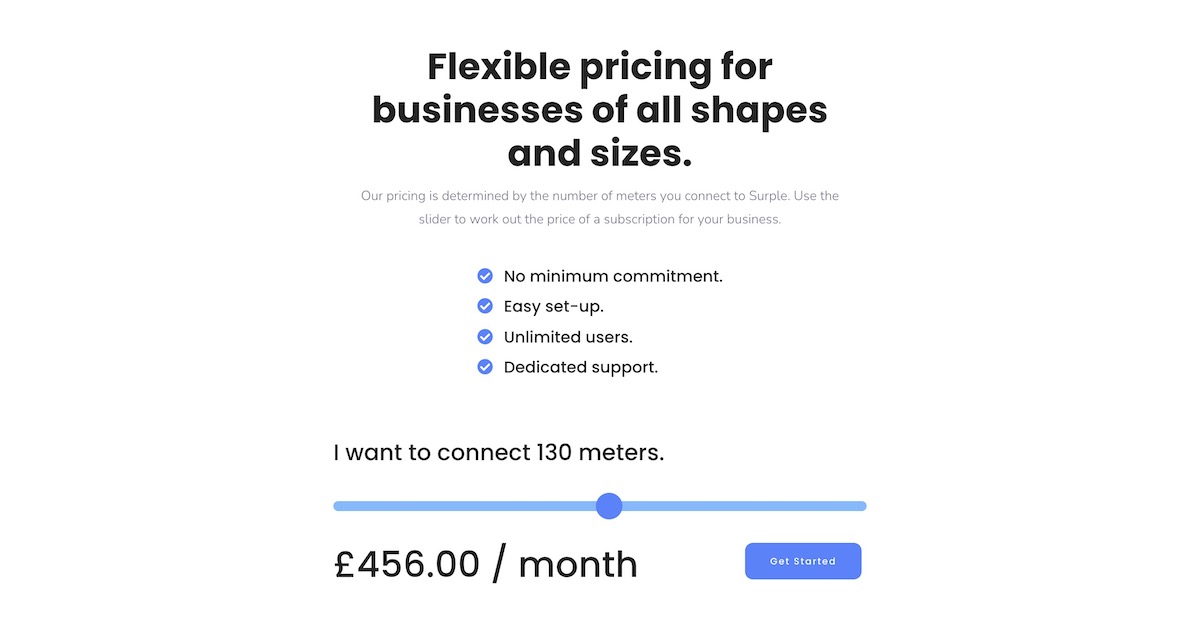 Flexible pricing for
businesses of all shapes
and sizes.
Our pricing is determined by the number of meters you connect to Surple. Use the
slider to work out the price of a subscription for your business.
No minimum commitment.
Easy set-up.
Unlimited users.
Dedicated support.
I want to connect 130 meters.
£456.00 / month
Get Started